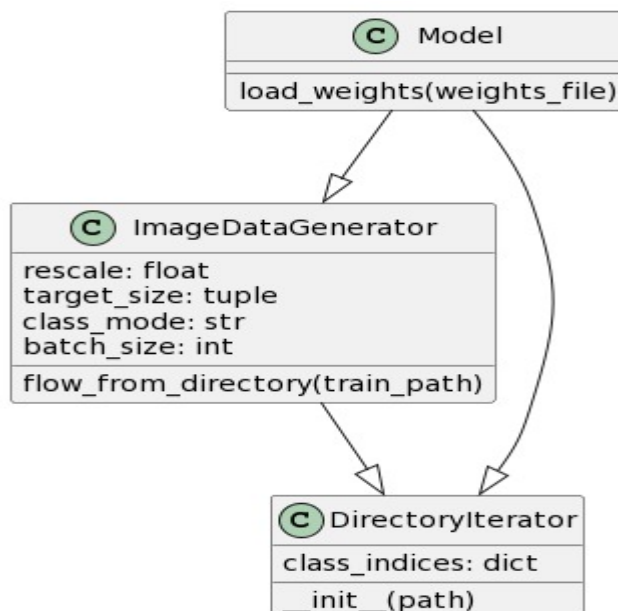 C Model
load_weights(weights_file)
C ImageDataGenerator
rescale: float
target_size: tuple
class_mode: str
batch_size: int
flow_from_directory(train_path)
C DirectoryIterator
class_indices: dict
__init__(path)